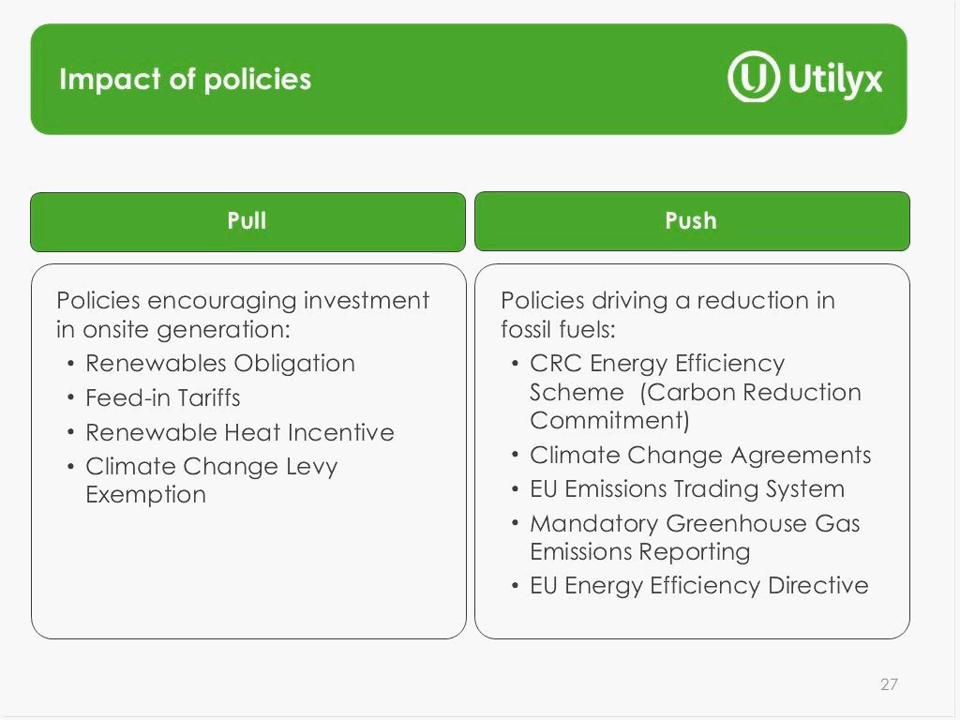 Impact of policies
Utilyx
Pull
Policies encouraging investment
in onsite generation:
• Renewables Obligation
• Feed-in Tariffs
• Renewable Heat Incentive
• Climate Change Levy
Exemption
Push
Policies driving a reduction in
fossil fuels:
• CRC Energy Efficiency
Scheme (Carbon Reduction
Commitment)
• Climate Change Agreements
• EU Emissions Trading System
• Mandatory Greenhouse Gas
Emissions Reporting
• EU Energy Efficiency Directive
27